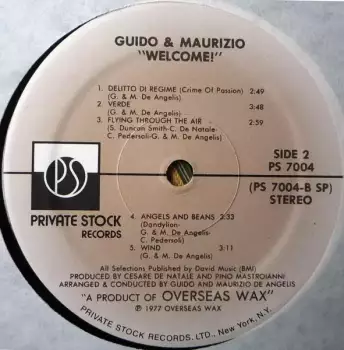 GUIDO & MAURIZIO
"WELCOME!"
1. DELITTO DI REGIME (Crime Of Passion) 2:49
(G. & M. De Angelis)
2. VERDE 3:48
(G. & M. De Angelis)
3. FLYING THROUGH THE AIR - 2:59
(S. Duncan Smith-C. De Natale-
C. Pedersoli-G. & M. De Angelis)
SIDE 2
PS 7004
(PS 7004-B SP)
STEREO
PS
PRIVATE STOCK
RECORDS
4. ANGELS AND BEANS 2:33
(Dandylion-
G. & M. De Angelis-
C. Pedersoli)
5. WIND 3:11
(G. & M. De Angelis)
All Selections Published by David Music (BMI)
PRODUCED BY CESARE DE NATALE and PINO MASTROIANNI
ARRANGED & CONDUCTED BY GUIDO and MAURIZIO DE ANGELIS
"A PRODUCT OF OVERSEAS WAX"
℗ 1977 OVERSEAS WAX
PRIVATE STOCK RECORDS, LTD., New York, N.Y.